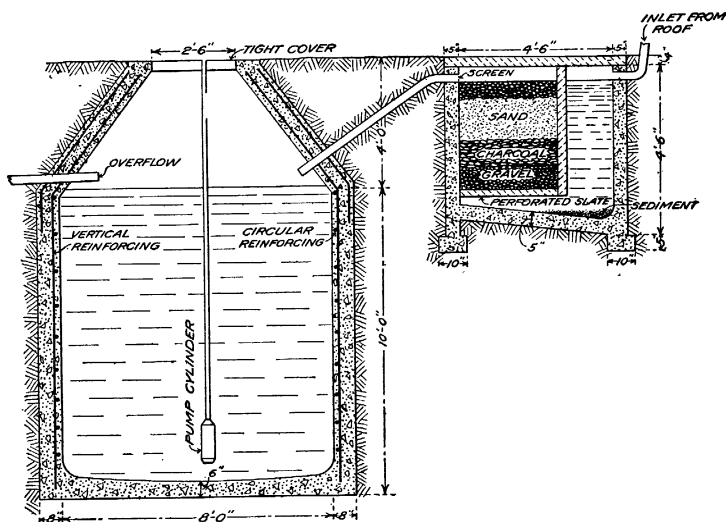 INLET FROM
ROOF
2'-6"
TIGHT COVER
5"
4'-6"
5"
SCREEN
4'-0"
SAND
4'-6"
OVERFLOW
CHARCOAL
GRAVEL
PERFORATED SLATE
SEDIMENT
VERTICAL
REINFORCING
CIRCULAR
REINFORCING
5"
10"
10"
10'-0"
PUMP CYLINDER
6"
8"
8'-0"
8"